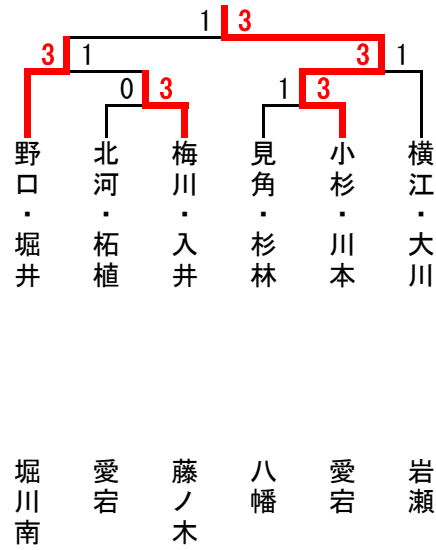 1 3
3 1 3 1
0 3 1 3
野口・堀井
北河・柘植
梅川・入井
見角・杉林
小杉・川本
横江・大川
堀川南
愛宕
藤ノ木
八幡
愛宕
岩瀬